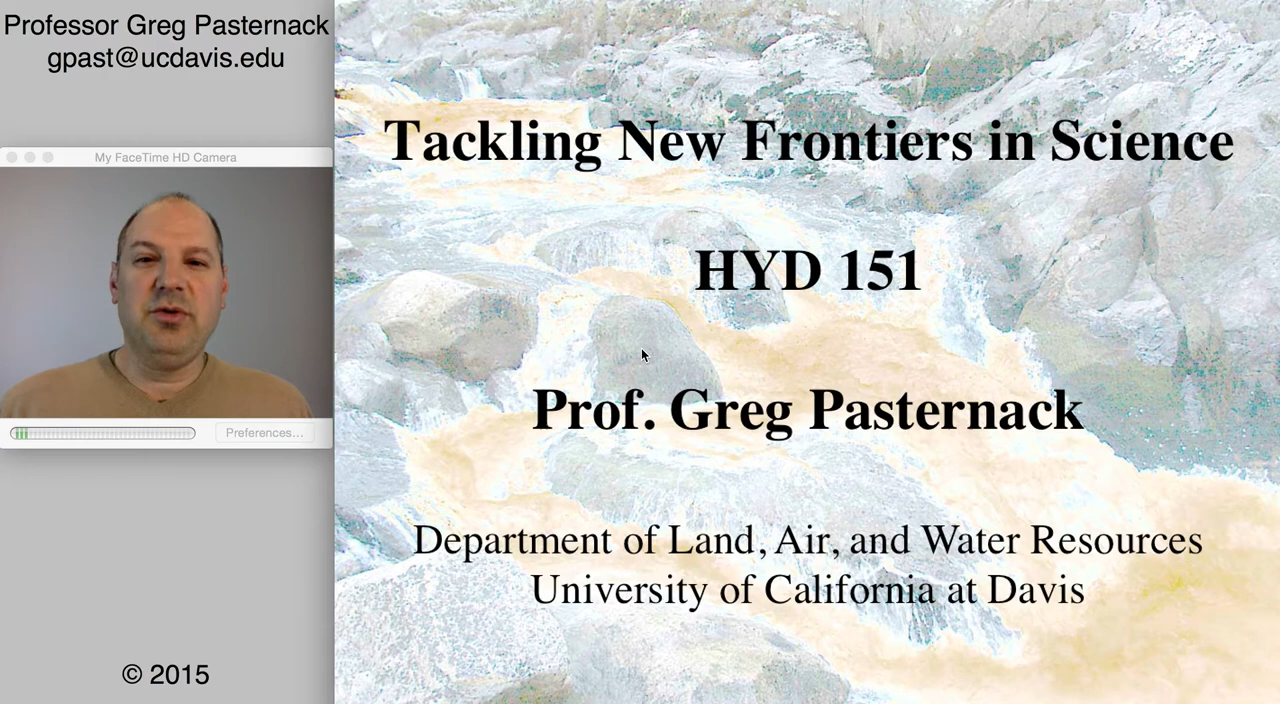 Professor Greg Pasternack
gpast@ucdavis.edu
My FaceTime HD Camera
Preferences...
© 2015
Tackling New Frontiers in Science
HYD 151
Prof. Greg Pasternack
Department of Land, Air, and Water Resources
University of California at Davis